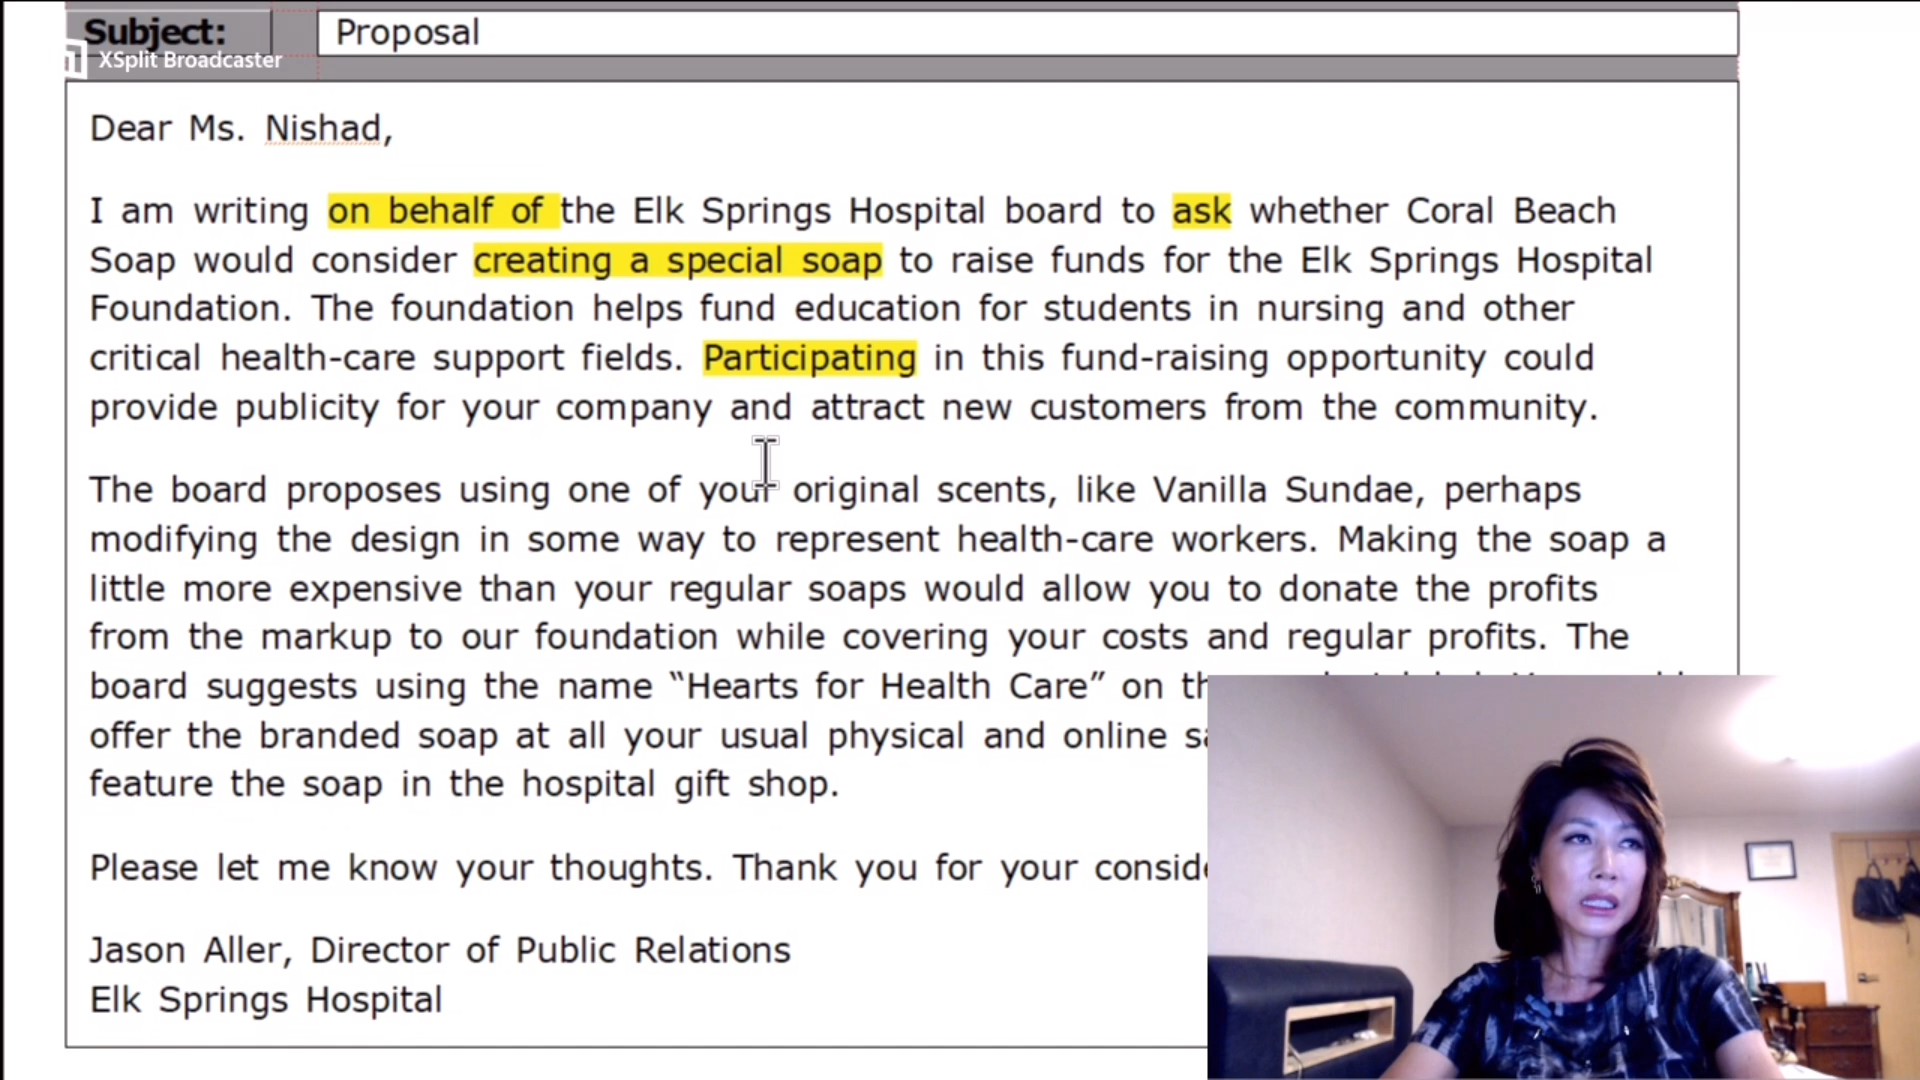 Subject:
Proposal
XSplit Broadcaster
Dear Ms. Nishad,
I am writing on behalf of the Elk Springs Hospital board to ask whether Coral Beach
Soap would consider creating a special soap to raise funds for the Elk Springs Hospital
Foundation. The foundation helps fund education for students in nursing and other
critical health-care support fields. Participating in this fund-raising opportunity could
provide publicity for your company and attract new customers from the community.
The board proposes using one of your original scents, like Vanilla Sundae, perhaps
modifying the design in some way to represent health-care workers. Making the soap a
little more expensive than your regular soaps would allow you to donate the profits
from the markup to our foundation while covering your costs and regular profits. The
board suggests using the name “Hearts for Health Care” on
offer the branded soap at all your usual physical and online
feature the soap in the hospital gift shop.
Please let me know your thoughts. Thank you for your
Jason Aller, Director of Public Relations
Elk Springs Hospital